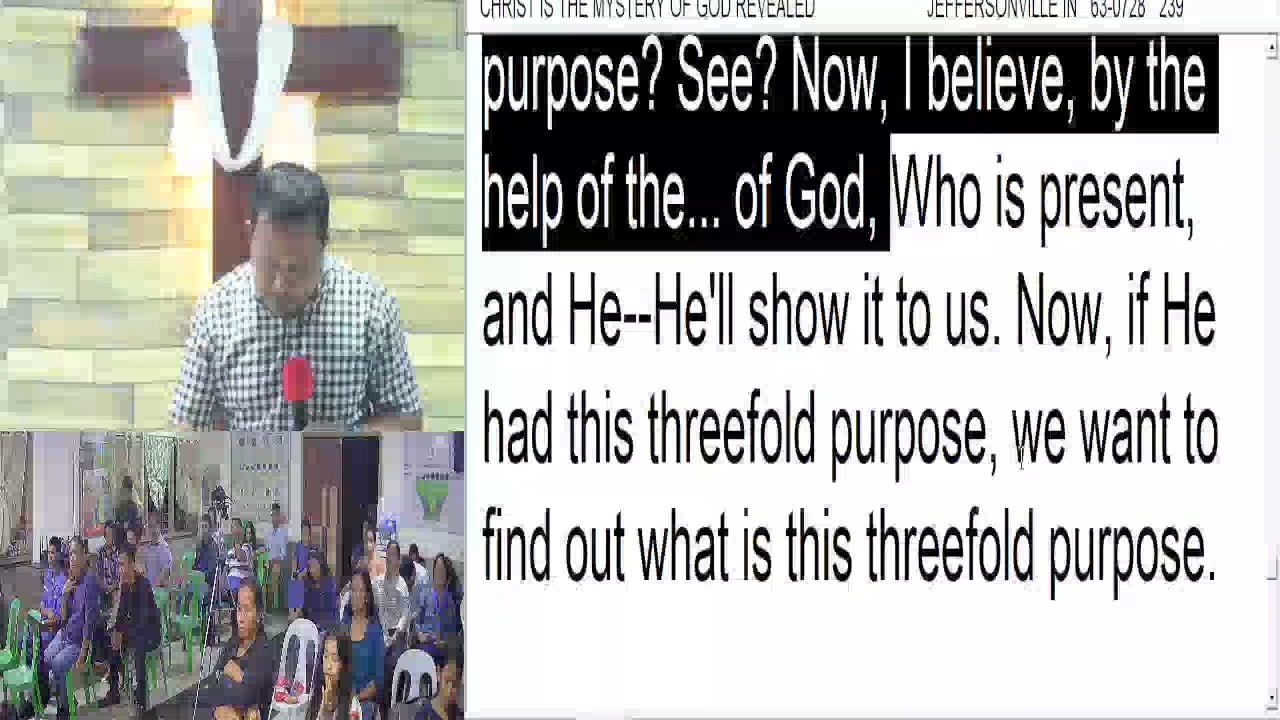 CHRIST IS THE MYSTERY OF GOD REVEALED JEFFERSONVILLE IN 63-0728 239
purpose? See? Now, I believe, by the
help of the... of God, Who is present,
and He--He'll show it to us. Now, if He
had this threefold purpose, we want to
find out what is this threefold purpose.